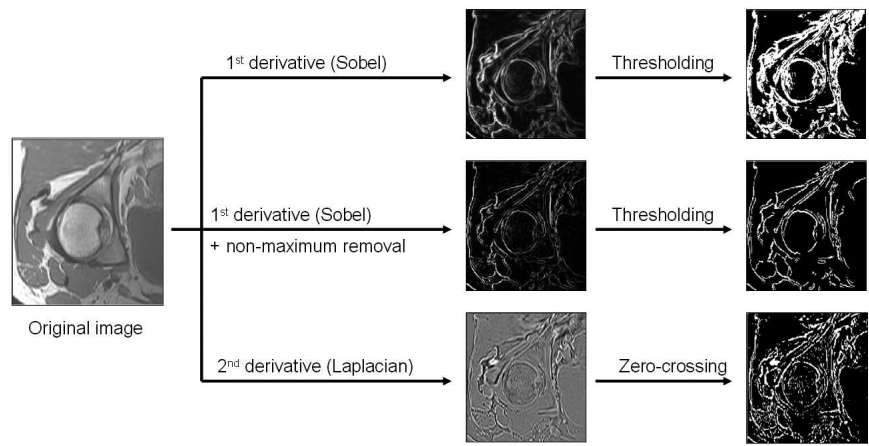 1st derivative (Sobel)
Thresholding
1st derivative (Sobel)
+ non-maximum removal
Thresholding
Original image
2nd derivative (Laplacian)
Zero-crossing